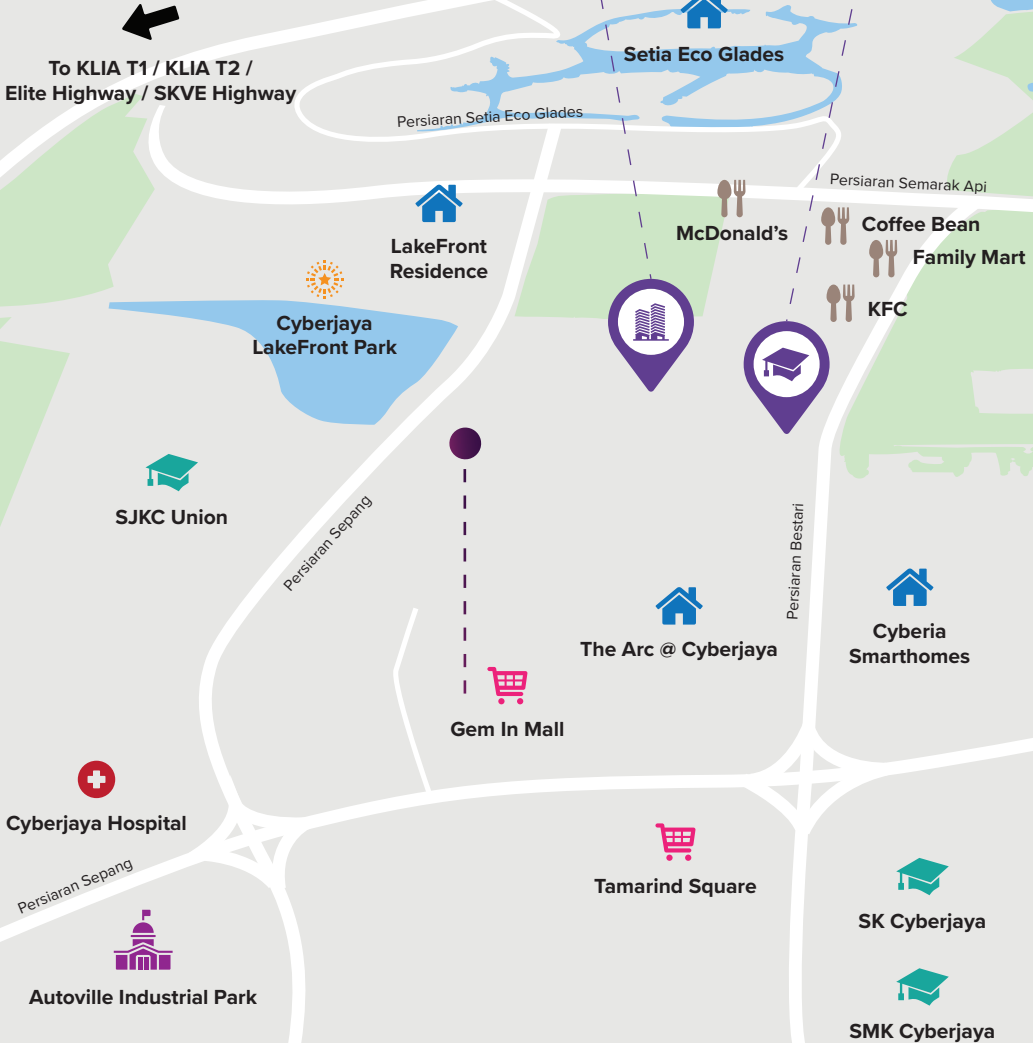 Setia Eco Glades
To KLIA T1 / KLIA T2 /
Elite Highway / SKVE Highway
Persiaran Setia Eco Glades
Persiaran Semarak Api
McDonald’s
Coffee Bean
Family Mart
KFC
LakeFront
Residence
Cyberjaya
LakeFront Park
SJKC Union
Persiaran Sepang
Persiaran Bestari
The Arc @ Cyberjaya
Cyberia
Smarthomes
Gem In Mall
Cyberjaya Hospital
Persiaran Sepang
Tamarind Square
SK Cyberjaya
Autoville Industrial Park
SMK Cyberjaya